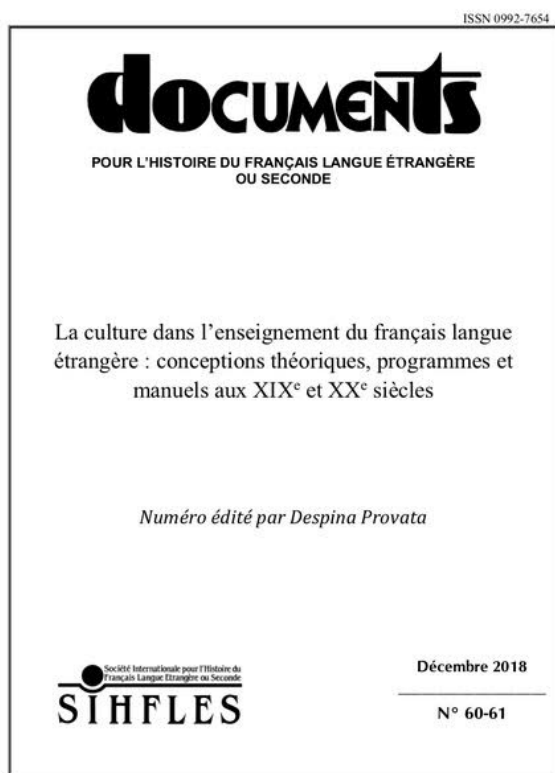 ISSN 0992-7654
documents
POUR L'HISTOIRE DU FRANÇAIS LANGUE ÉTRANGÈRE
OU SECONDE
La culture dans l'enseignement du français langue
étrangère : conceptions théoriques, programmes et
manuels aux XIXe et XXe siècles
Numéro édité par Despina Provata
Société Internationale pour l'Histoire du
Français Langue Etrangère ou Seconde
SIHFLES
Décembre 2018
N° 60-61